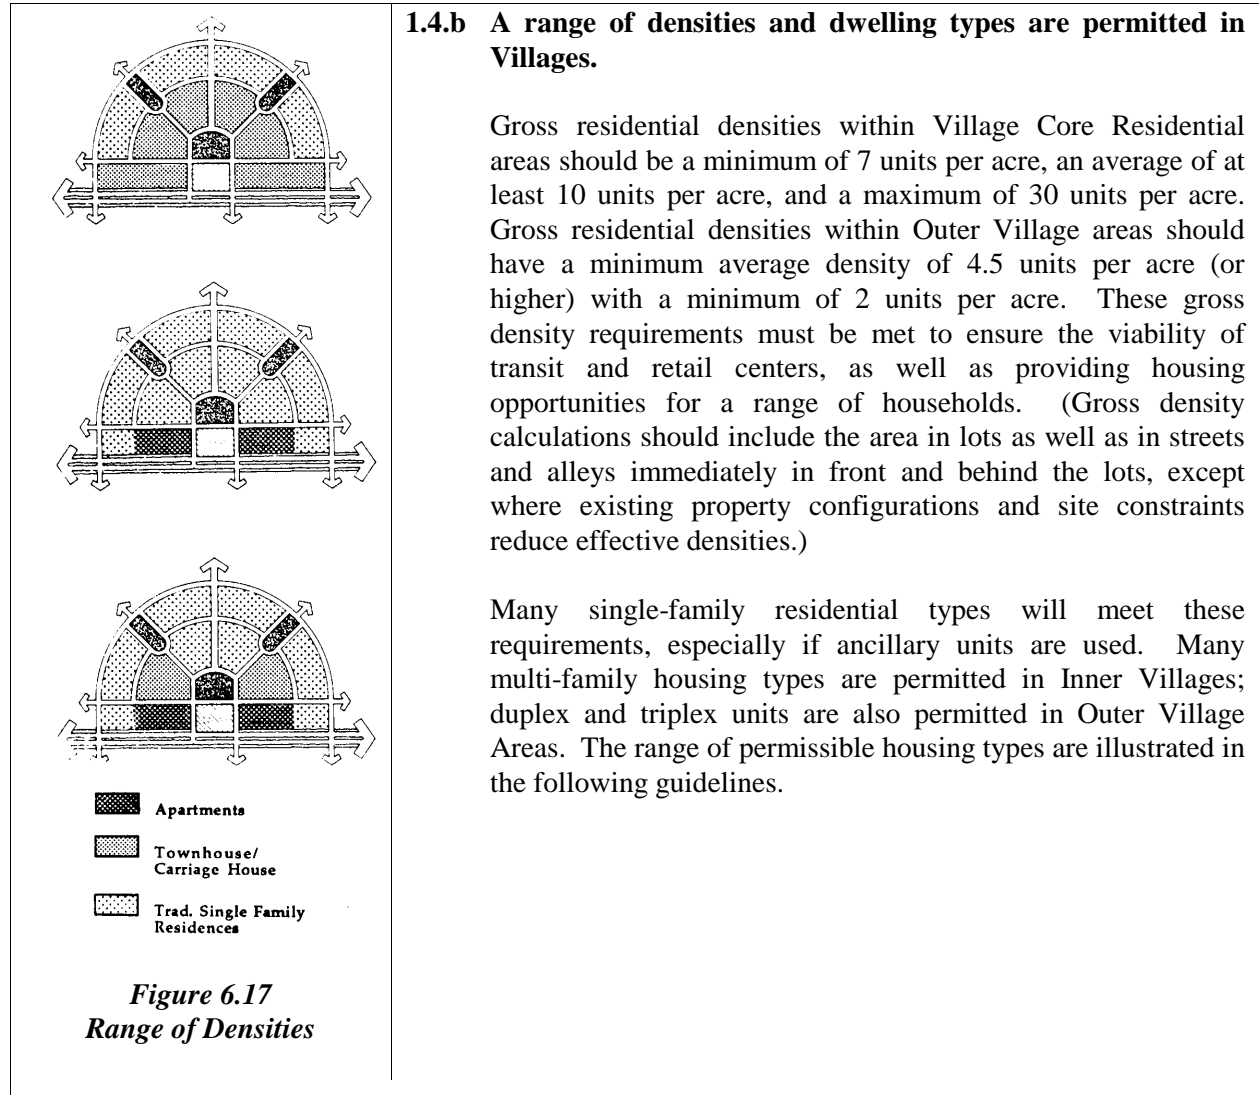 Apartments
Townhouse/
Carriage House
Trad. Single Family
Residences
Figure 6.17
Range of Densities
1.4.b A range of densities and dwelling types are permitted in
Villages.
Gross residential densities within Village Core Residential
areas should be a minimum of 7 units per acre, an average of at
least 10 units per acre, and a maximum of 30 units per acre.
Gross residential densities within Outer Village areas should
have a minimum average density of 4.5 units per acre (or
higher) with a minimum of 2 units per acre. These gross
density requirements must be met to ensure the viability of
transit and retail centers, as well as providing housing
opportunities for a range of households. (Gross density
calculations should include the area in lots as well as in streets
and alleys immediately in front and behind the lots, except
where existing property configurations and site constraints
reduce effective densities.)
Many single-family residential types will meet these
requirements, especially if ancillary units are used. Many
multi-family housing types are permitted in Inner Villages;
duplex and triplex units are also permitted in Outer Village
Areas. The range of permissible housing types are illustrated in
the following guidelines.